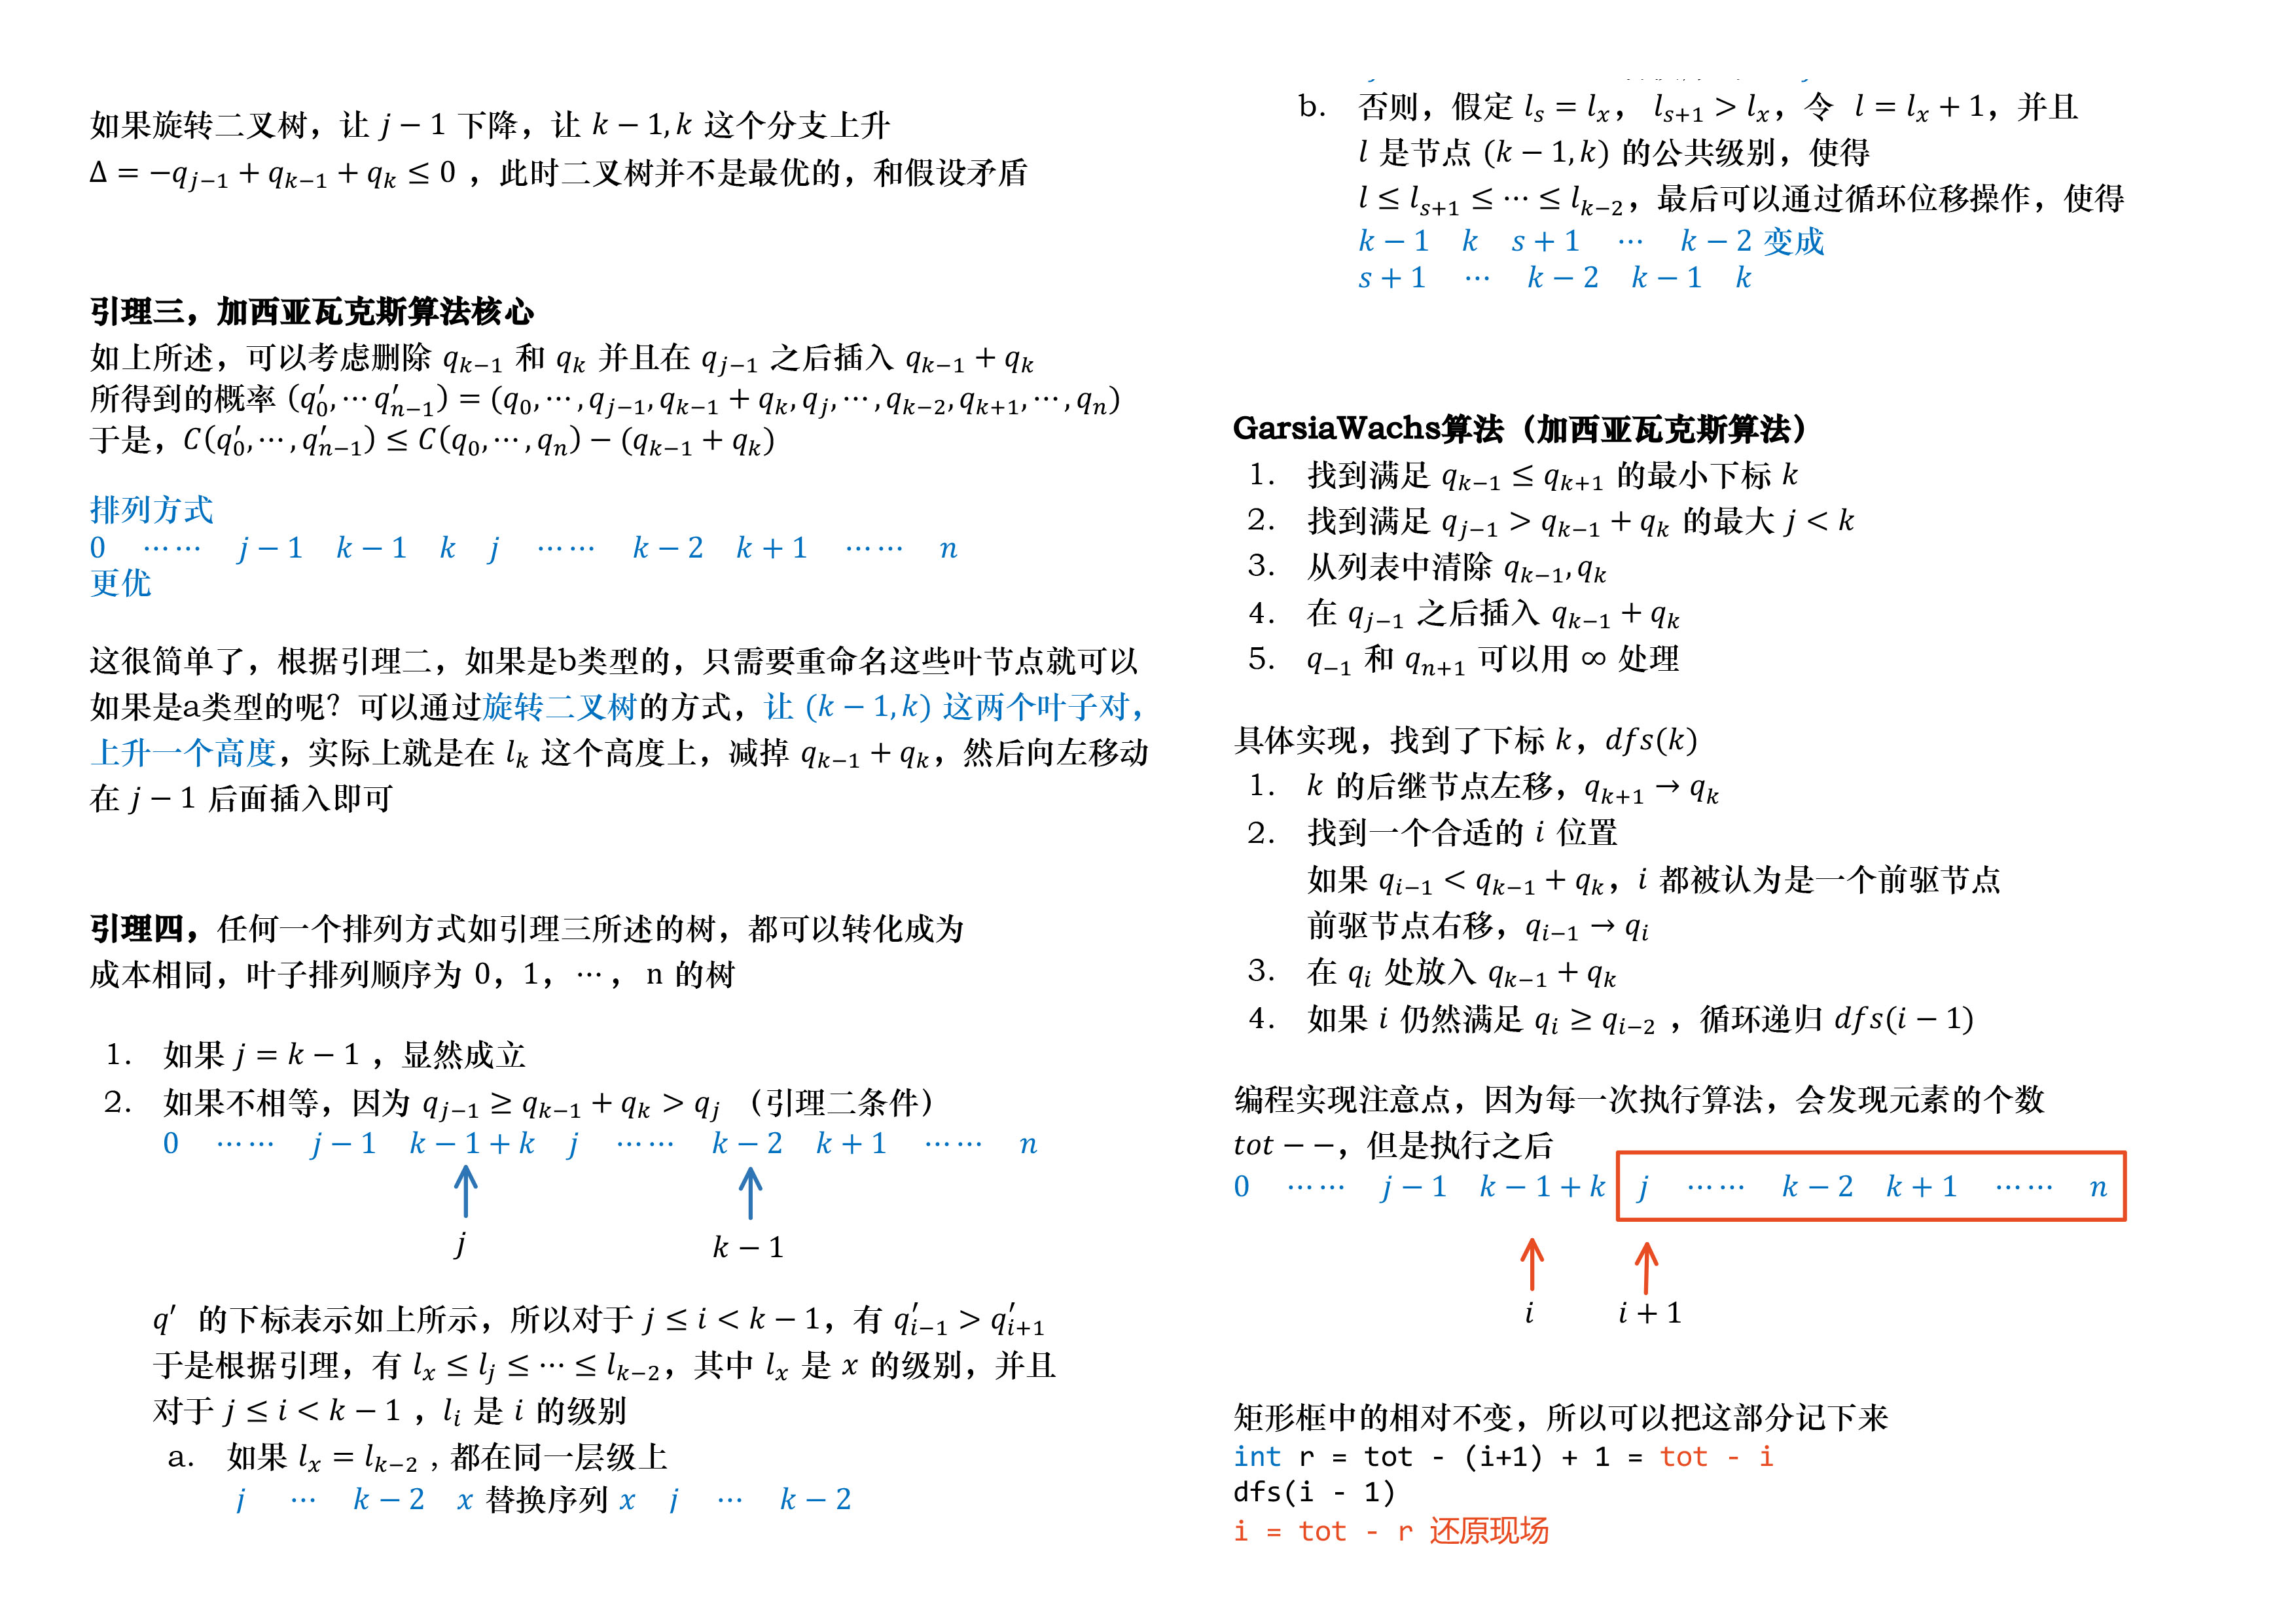 如果旋转二叉树，让 j − 1 下降，让 k − 1, k 这个分支上升
Δ = −q_{j−1} + q_{k−1} + q_k ≤ 0 ，此时二叉树并不是最优的，和假设矛盾
引理三，加西亚瓦克斯算法核心
如上所述，可以考虑删除 q_{k−1} 和 q_k 并且在 q_{j−1} 之后插入 q_{k−1} + q_k
所得到的概率 (q′_0, ⋯ q′_{n−1}) = (q_0, ⋯ , q_{j−1}, q_{k−1} + q_k, q_j, ⋯ , q_{k−2}, q_{k+1}, ⋯ , q_n)
于是，C(q′_0, ⋯ , q′_{n−1}) ≤ C(q_0, ⋯ , q_n) − (q_{k−1} + q_k)
排列方式
0 ⋯⋯ j − 1 k − 1 k j ⋯⋯ k − 2 k + 1 ⋯⋯ n
更优
这很简单了，根据引理二，如果是b类型的，只需要重命名这些叶节点就可以
如果是a类型的呢？可以通过旋转二叉树的方式，让 (k − 1, k) 这两个叶子对，
上升一个高度，实际上就是在 l_k 这个高度上，减掉 q_{k−1} + q_k，然后向左移动
在 j − 1 后面插入即可
引理四，任何一个排列方式如引理三所述的树，都可以转化成为
成本相同，叶子排列顺序为 0，1，⋯ ，n 的树
1. 如果 j = k − 1 ，显然成立
2. 如果不相等，因为 q_{j−1} ≥ q_{k−1} + q_k > q_j （引理二条件）
0 ⋯⋯ j − 1 k − 1 + k j ⋯⋯ k − 2 k + 1 ⋯⋯ n
j k − 1
q′ 的下标表示如上所示，所以对于 j ≤ i < k − 1，有 q′_{i−1} > q′_{i+1}
于是根据引理，有 l_x ≤ l_j ≤ ⋯ ≤ l_{k−2}，其中 l_x 是 x 的级别，并且
对于 j ≤ i < k − 1 ，l_i 是 i 的级别
a. 如果 l_x = l_{k−2} , 都在同一层级上
j ⋯ k − 2 x 替换序列 x j ⋯ k − 2
b. 否则，假定 l_s = l_x， l_{s+1} > l_x，令 l = l_x + 1，并且
l 是节点 (k − 1, k) 的公共级别，使得
l ≤ l_{s+1} ≤ ⋯ ≤ l_{k−2}，最后可以通过循环位移操作，使得
k − 1 k s + 1 ⋯ k − 2 变成
s + 1 ⋯ k − 2 k − 1 k
GarsiaWachs算法（加西亚瓦克斯算法）
1. 找到满足 q_{k−1} ≤ q_{k+1} 的最小下标 k
2. 找到满足 q_{j−1} > q_{k−1} + q_k 的最大 j < k
3. 从列表中清除 q_{k−1}, q_k
4. 在 q_{j−1} 之后插入 q_{k−1} + q_k
5. q_{−1} 和 q_{n+1} 可以用 ∞ 处理
具体实现，找到了下标 k，dfs(k)
1. k 的后继节点左移，q_{k+1} → q_k
2. 找到一个合适的 i 位置
如果 q_{i−1} < q_{k−1} + q_k，i 都被认为是一个前驱节点
前驱节点右移，q_{i−1} → q_i
3. 在 q_i 处放入 q_{k−1} + q_k
4. 如果 i 仍然满足 q_i ≥ q_{i−2} ，循环递归 dfs(i − 1)
编程实现注意点，因为每一次执行算法，会发现元素的个数
tot − −，但是执行之后
0 ⋯⋯ j − 1 k − 1 + k j ⋯⋯ k − 2 k + 1 ⋯⋯ n
i i + 1
矩形框中的相对不变，所以可以把这部分记下来
int r = tot - (i+1) + 1 = tot - i
dfs(i - 1)
i = tot - r 还原现场